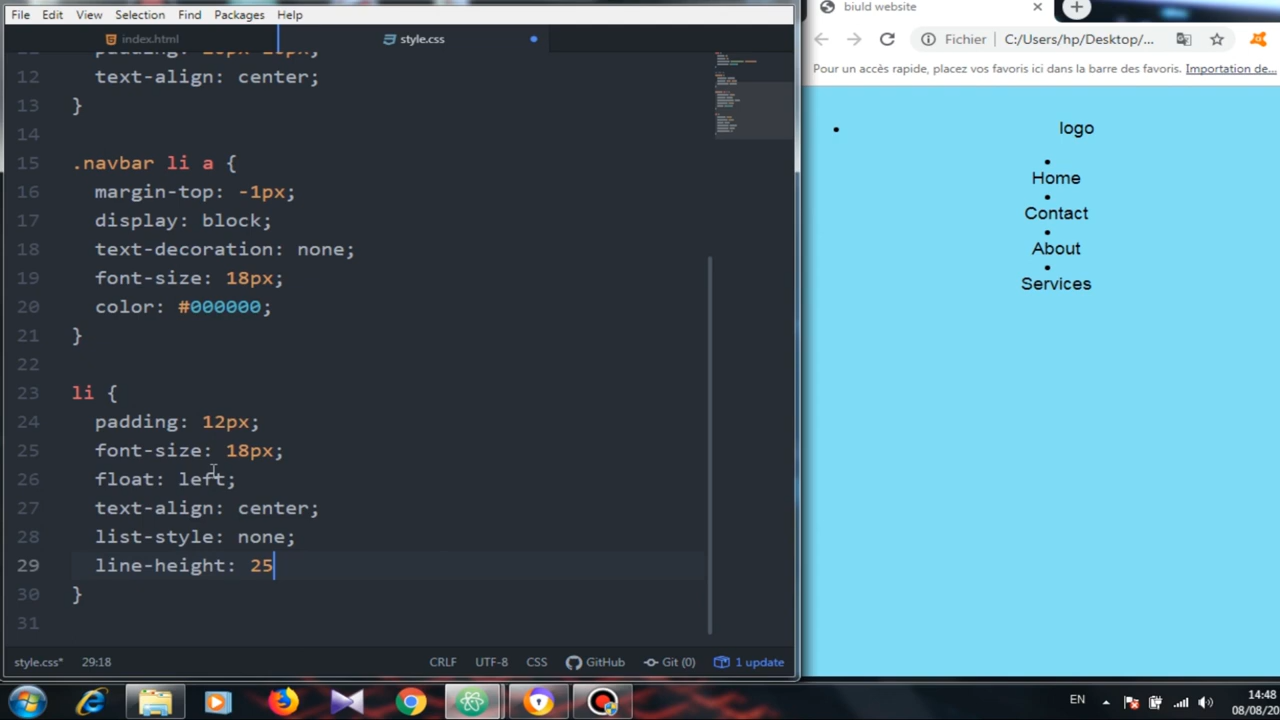 File Edit View Selection Find Packages Help
index.html
style.css
12 text-align: center;
13 }
14
15 .navbar li a {
16 margin-top: -1px;
17 display: block;
18 text-decoration: none;
19 font-size: 18px;
20 color: #000000;
21 }
22
23 li {
24 padding: 12px;
25 font-size: 18px;
26 float: left;
27 text-align: center;
28 list-style: none;
29 line-height: 25
30 }
31
style.css* 29:18 CRLF UTF-8 CSS GitHub Git (0) 1 update
biuld website
Fichier C:/Users/hp/Desktop/...
Pour un accès rapide, placez vos favoris ici dans la barre des favoris. Importation de...
• logo
•
Home
•
Contact
•
About
•
Services
EN
14:48
08/08/20